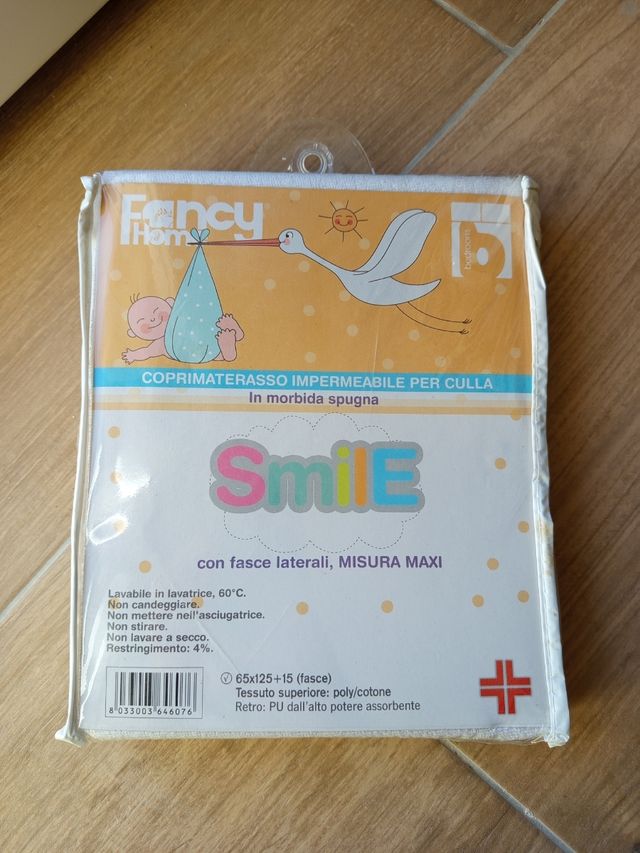 Fancy
Home
bedroom
b
COPRIMATERASSO IMPERMEABILE PER CULLA
In morbida spugna
SmilE
con fasce laterali, MISURA MAXI
Lavabile in lavatrice, 60°C.
Non candeggiare.
Non mettere nell'asciugatrice.
Non stirare.
Non lavare a secco.
Restringimento: 4%.
65x125+15 (fasce)
Tessuto superiore: poly/cotone
Retro: PU dall'alto potere assorbente
8 033003 646076